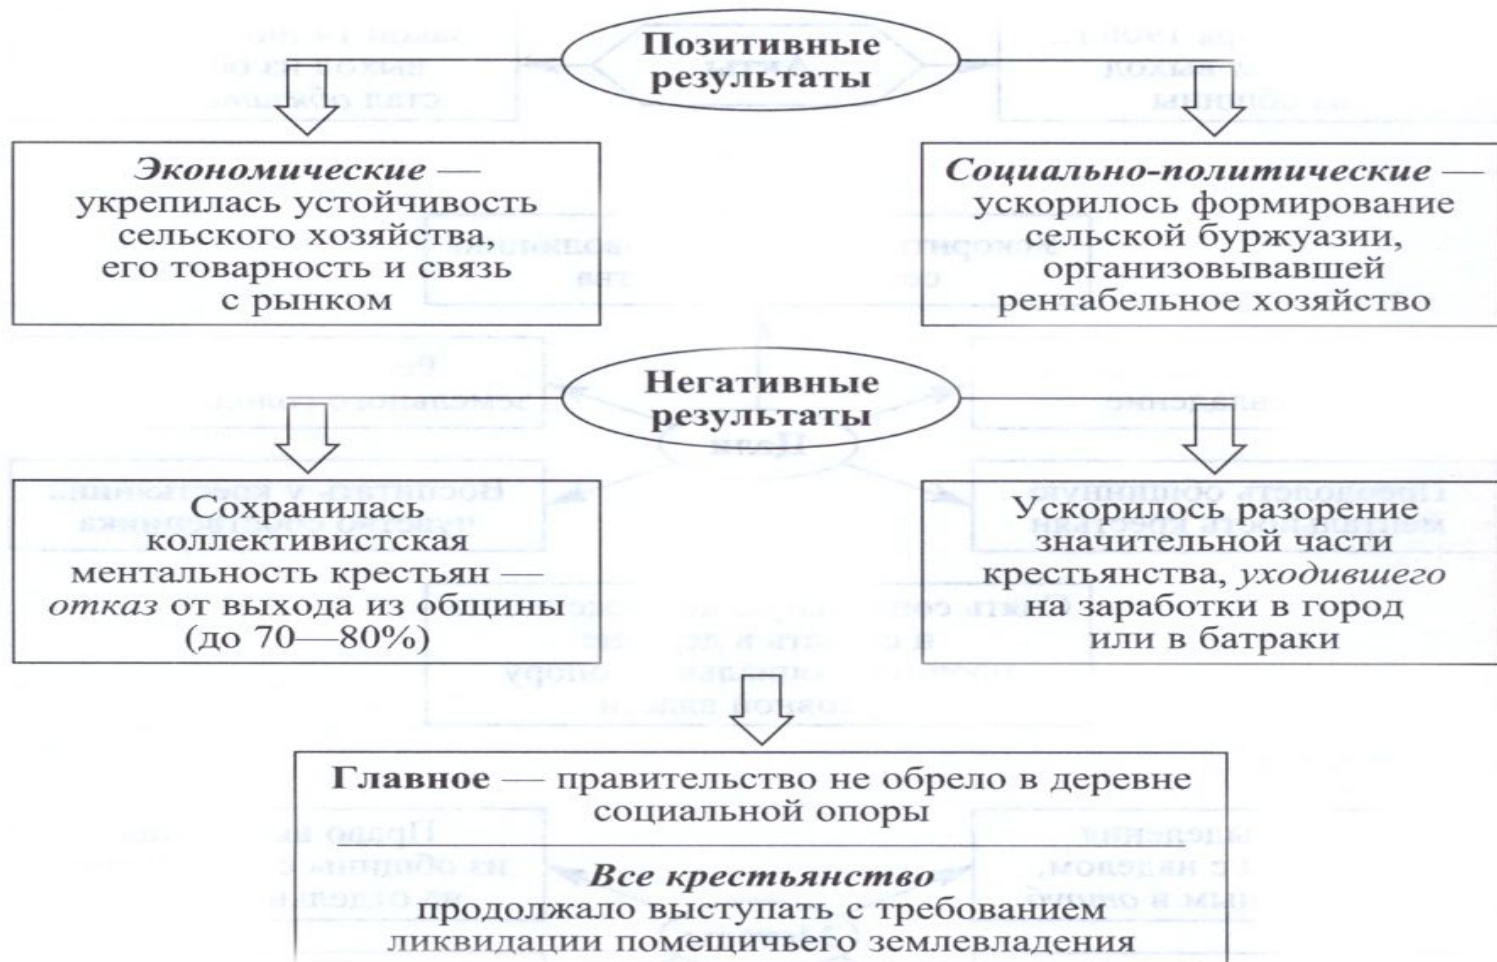 Позитивные
результаты
Экономические —
укрепилась устойчивость
сельского хозяйства,
его товарность и связь
с рынком
Социально-политические —
ускорилось формирование
сельской буржуазии,
организовывавшей
рентабельное хозяйство
Негативные
результаты
Сохранилась
коллективистская
ментальность крестьян —
отказ от выхода из общины
(до 70—80%)
Ускорилось разорение
значительной части
крестьянства, уходившего
на заработки в город
или в батраки
Главное — правительство не обрело в деревне
социальной опоры
Все крестьянство
продолжало выступать с требованием
ликвидации помещичьего землевладения